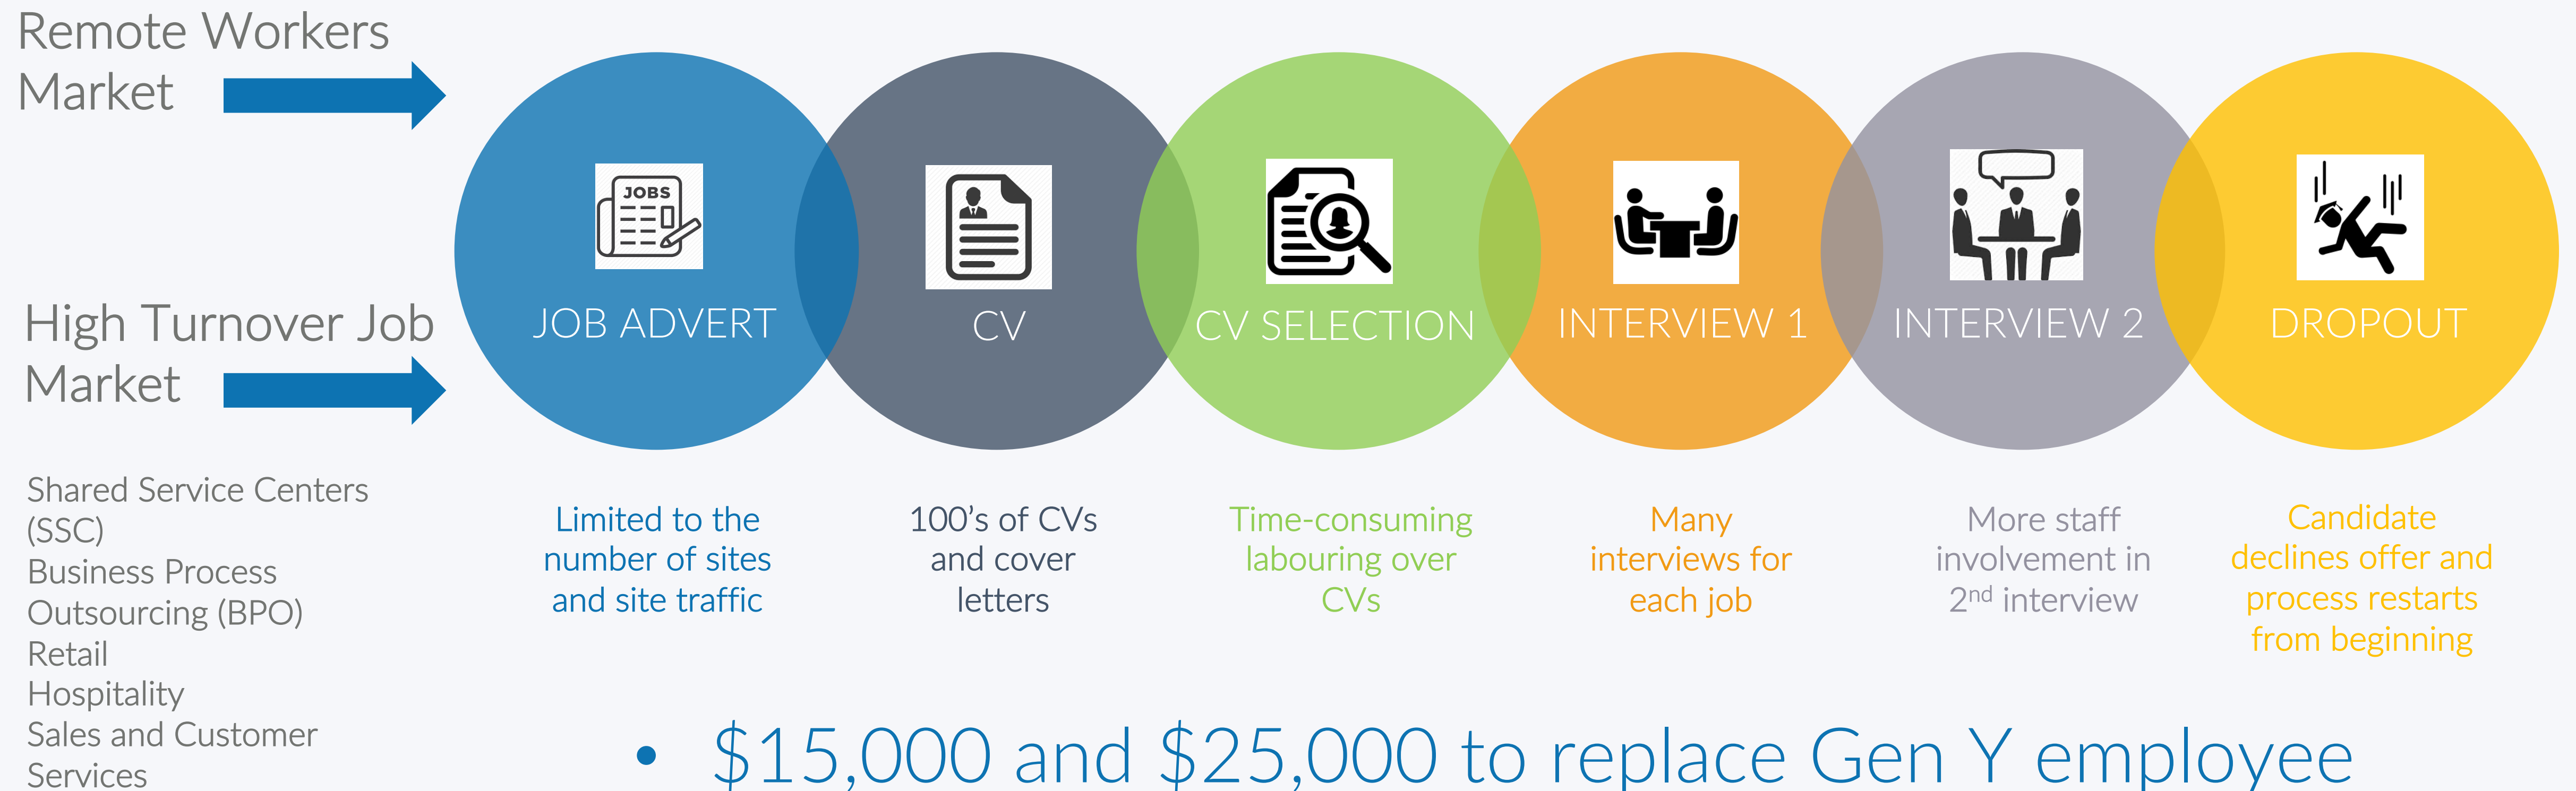 Remote Workers
Market
High Turnover Job
Market
Shared Service Centers
(SSC)
Business Process
Outsourcing (BPO)
Retail
Hospitality
Sales and Customer
Services
JOBS
JOB ADVERT
Limited to the
number of sites
and site traffic
CV
100's of CVs
and cover
letters
CV SELECTION
Time-consuming
labouring over
CVs
INTERVIEW 1
Many
interviews for
each job
INTERVIEW 2
More staff
involvement in
2nd interview
DROPOUT
Candidate
declines offer and
process restarts
from beginning
• $15,000 and $25,000 to replace Gen Y employee